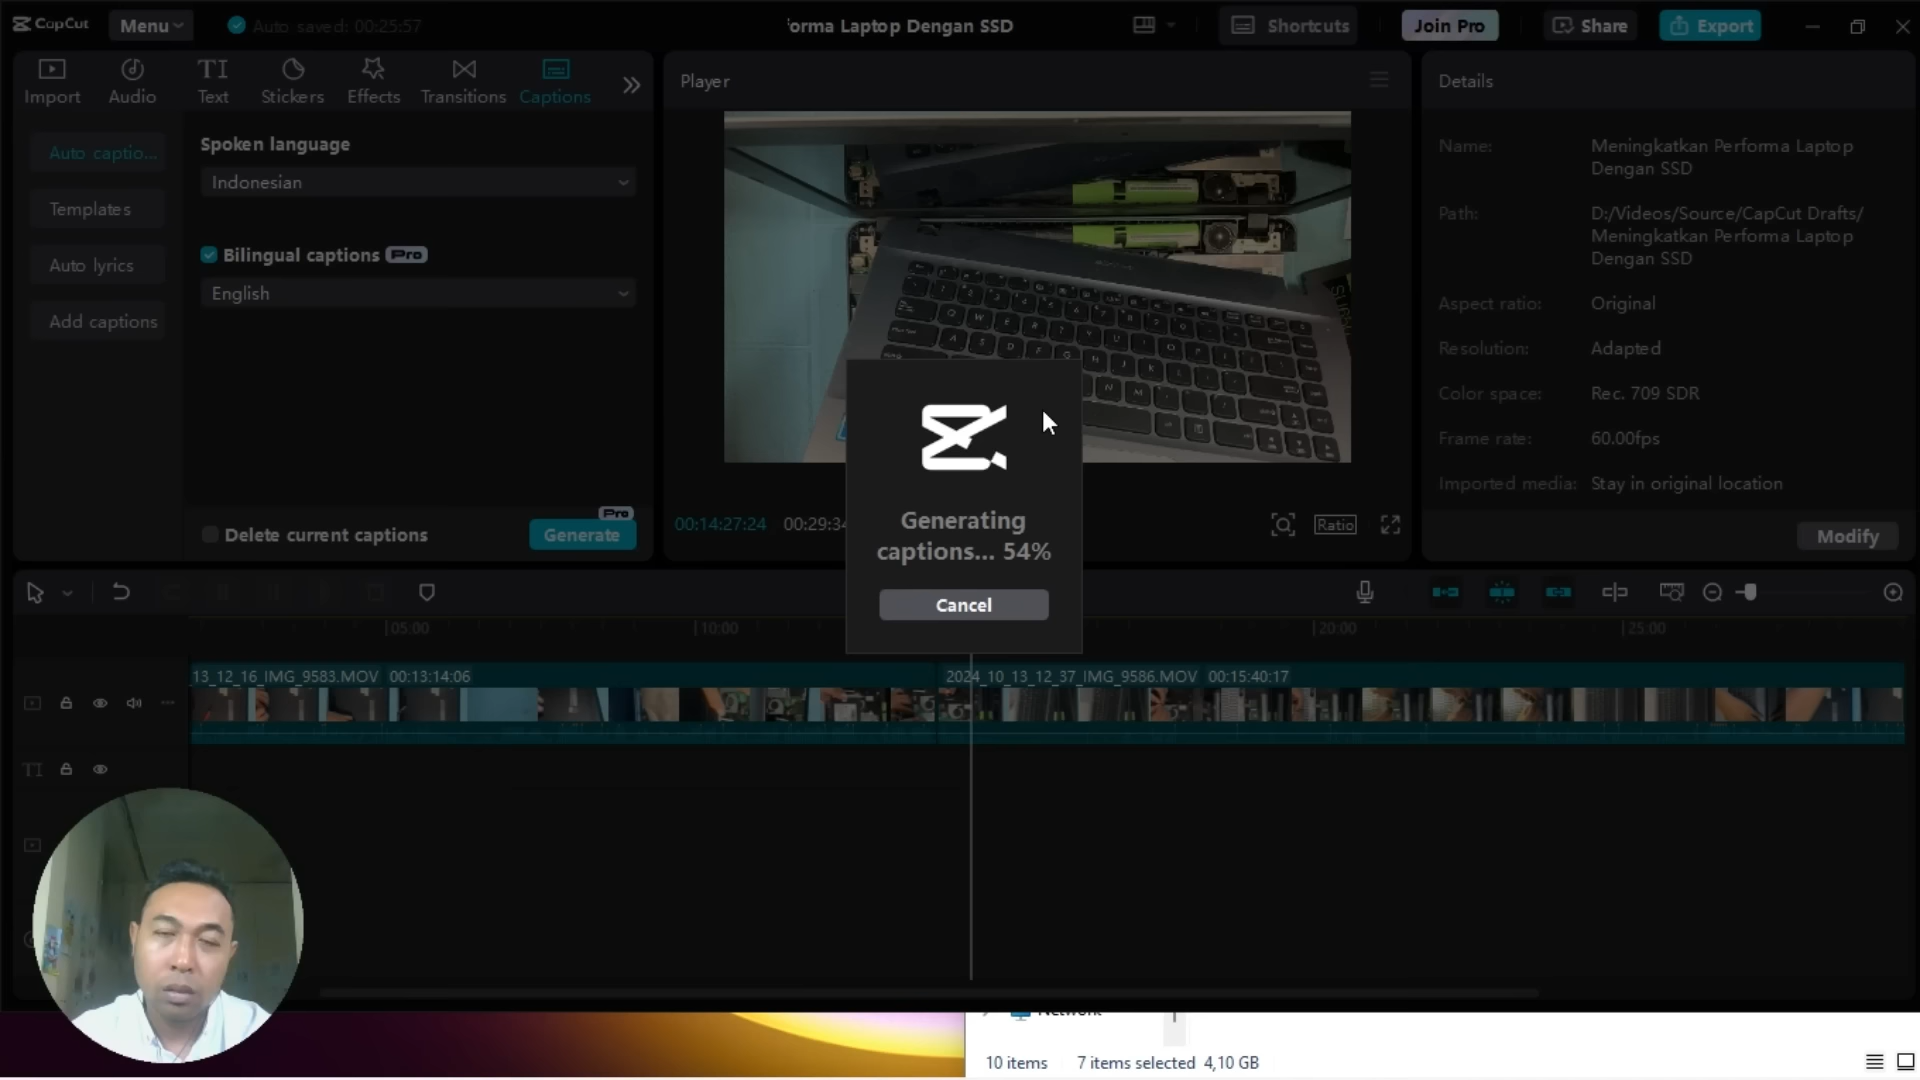 CapCut
Menu
Auto saved: 00:25:57
orma Laptop Dengan SSD
Shortcuts
Join Pro
Share
Export
Import
Audio
TI
Text
Stickers
Effects
Transitions
Captions
Auto captio...
Templates
Auto lyrics
Add captions
Spoken language
Indonesian
Bilingual captions Pro
English
Delete current captions
Pro
Generate
Player
00:14:27:24 00:29:34
Ratio
Generating
captions... 54%
Cancel
Details
Name: Meningkatkan Performa Laptop
Dengan SSD
Path: D:/Videos/Source/CapCut Drafts/
Meningkatkan Performa Laptop
Dengan SSD
Aspect ratio: Original
Resolution: Adapted
Color space: Rec. 709 SDR
Frame rate: 60.00fps
Imported media: Stay in original location
Modify
05:00
10:00
20:00
25:00
13_12_16_IMG_9583.MOV 00:13:14:06
2024_10_13_12_37_IMG_9586.MOV 00:15:40:17
TI
10 items 7 items selected 4,10 GB